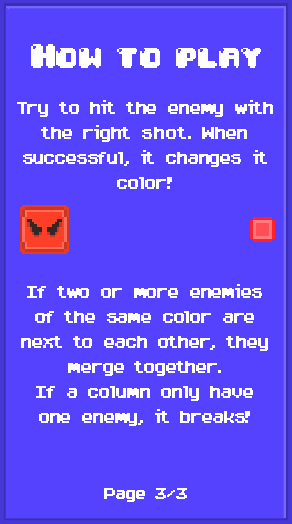 How to play
Try to hit the enemy with
the right shot. When
successful, it changes it
color!
If two or more enemies
of the same color are
next to each other, they
merge together.
If a column only have
one enemy, it breaks!
Page 3/3